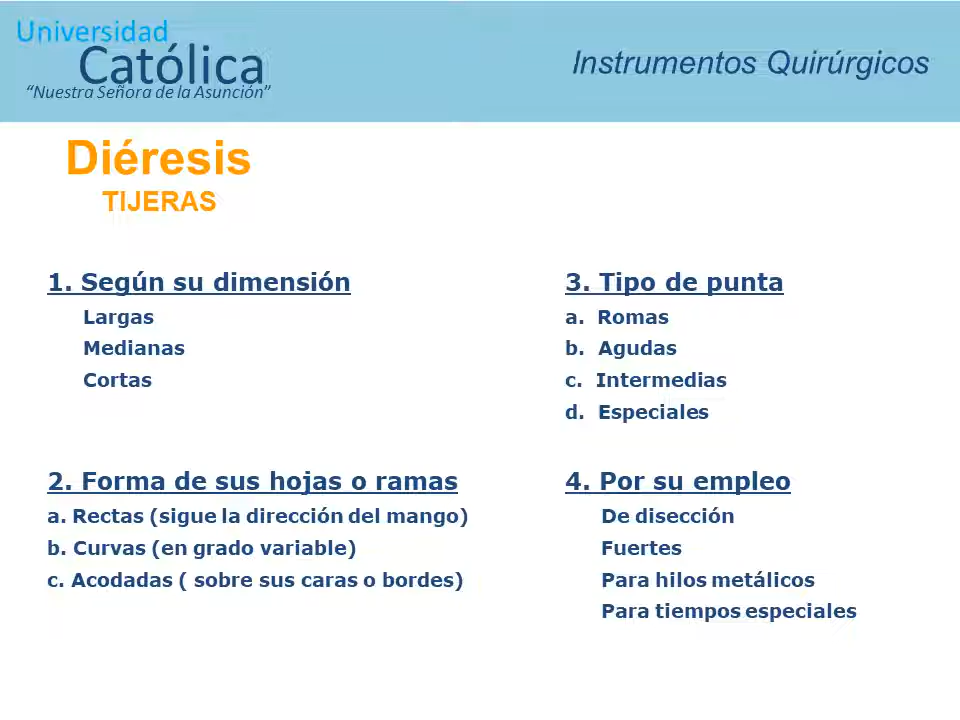 Universidad
Católica
“Nuestra Señora de la Asunción”
Instrumentos Quirúrgicos
Diéresis
TIJERAS
1. Según su dimensión
Largas
Medianas
Cortas
2. Forma de sus hojas o ramas
a. Rectas (sigue la dirección del mango)
b. Curvas (en grado variable)
c. Acodadas ( sobre sus caras o bordes)
3. Tipo de punta
a. Romas
b. Agudas
c. Intermedias
d. Especiales
4. Por su empleo
De disección
Fuertes
Para hilos metálicos
Para tiempos especiales